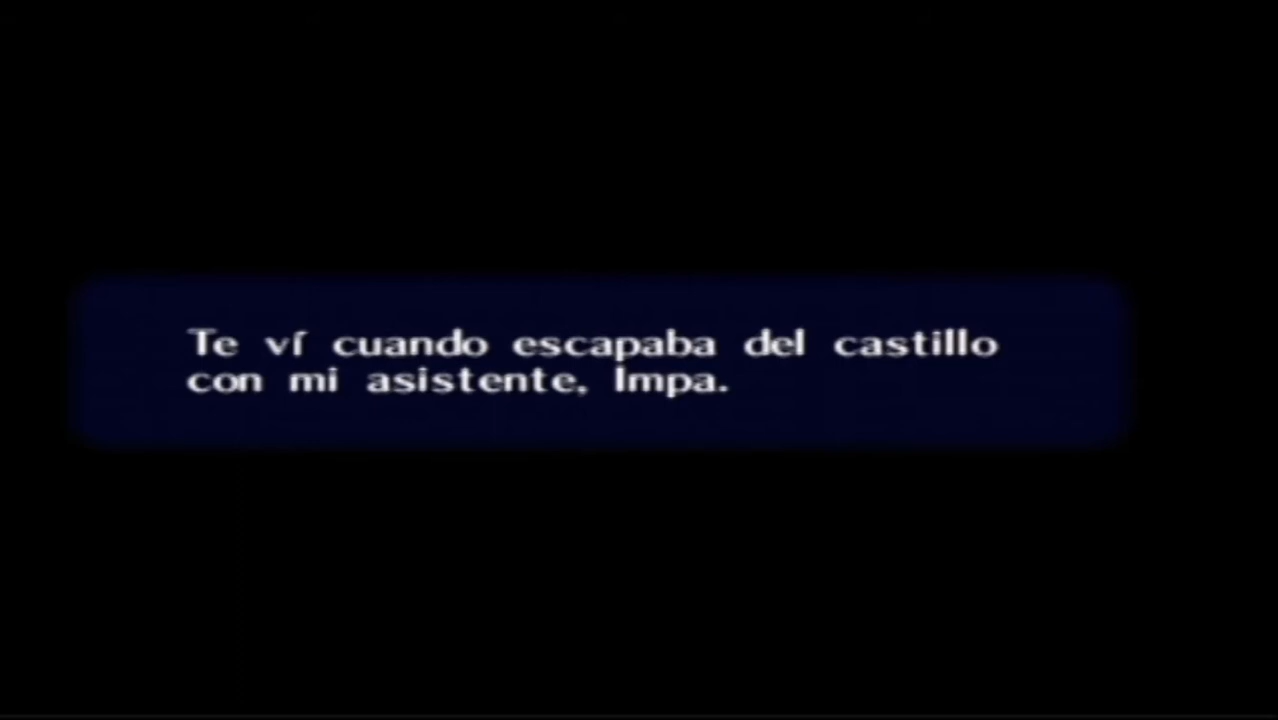 Te ví cuando escapaba del castillo
con mi asistente, Impa.